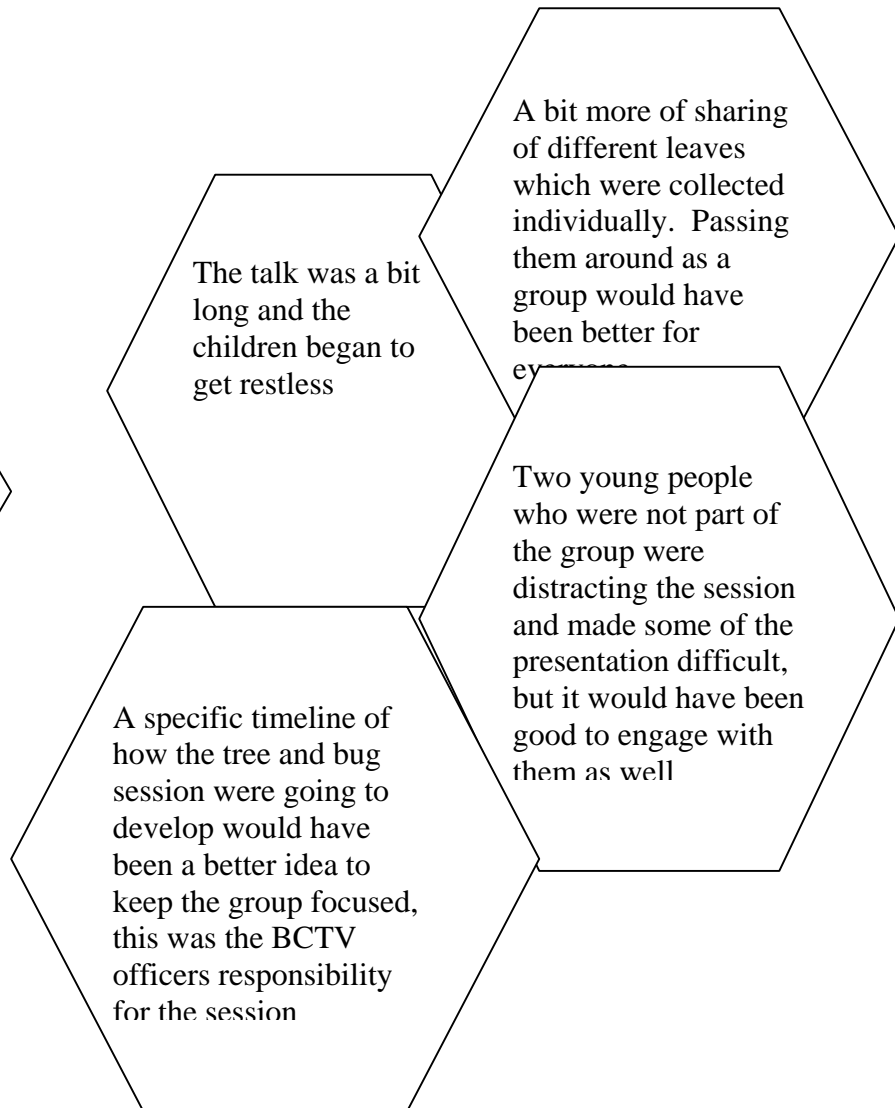 A bit more of sharing
of different leaves
which were collected
individually.  Passing
them around as a
group would have
been better for
everyone
The talk was a bit
long and the
children began to
get restless
Two young people
who were not part of
the group were
distracting the session
and made some of the
presentation difficult,
but it would have been
good to engage with
them as well
A specific timeline of
how the tree and bug
session were going to
develop would have
been a better idea to
keep the group focused,
this was the BCTV
officers responsibility
for the session